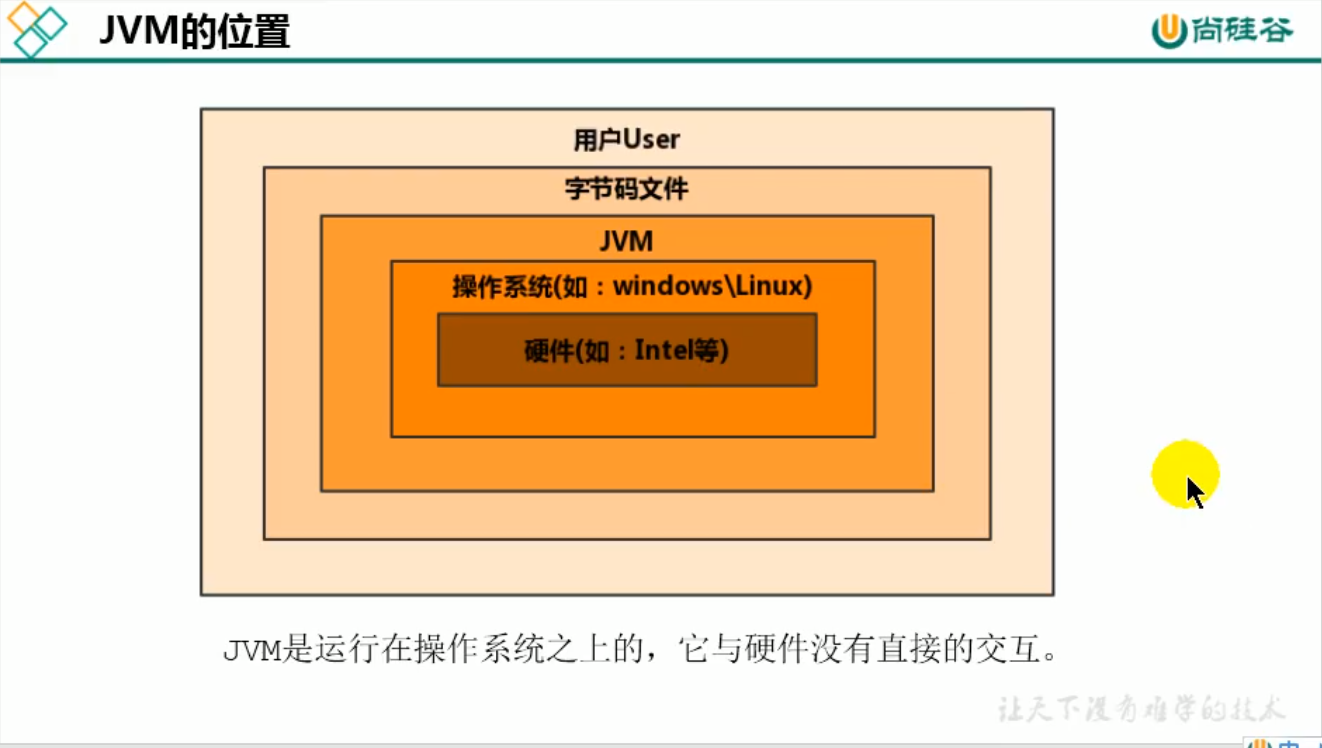 JVM的位置
尚硅谷
用户User
字节码文件
JVM
操作系统(如：windows\Linux)
硬件(如：Intel等)
JVM是运行在操作系统之上的，它与硬件没有直接的交互。
让天下没有难学的技术